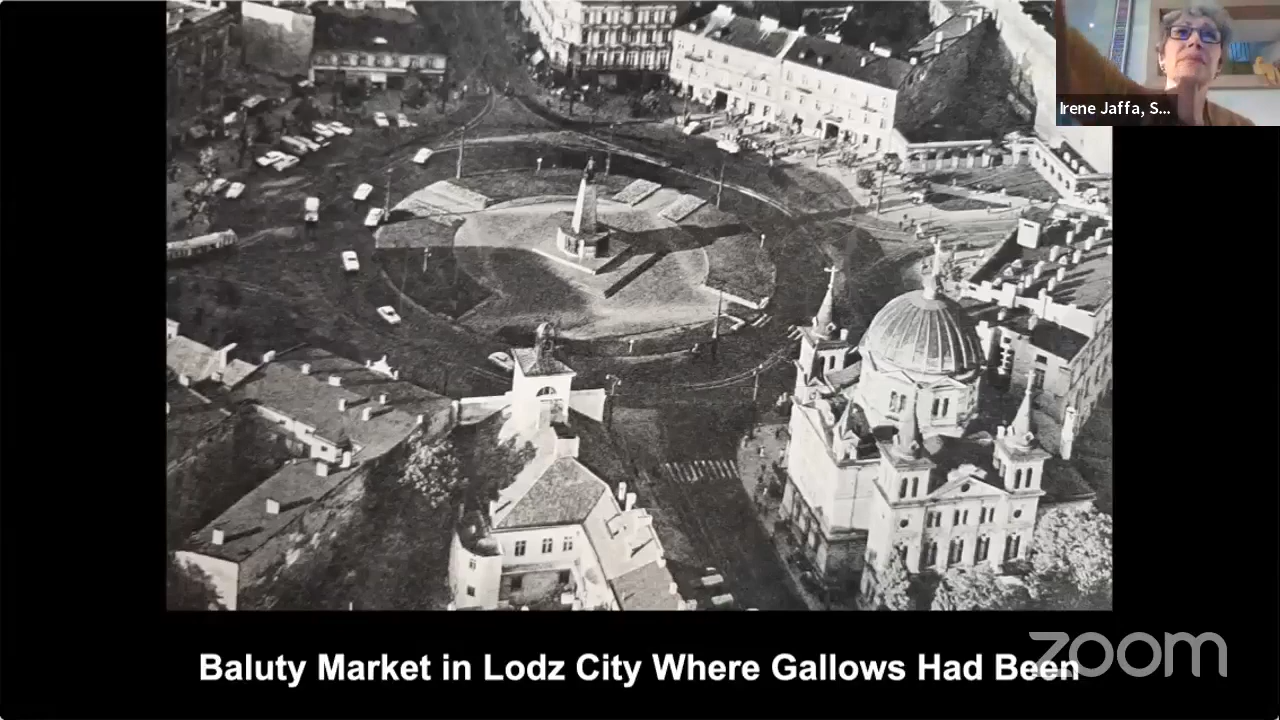 Irene Jaffa, S...
Baluty Market in Lodz City Where Gallows Had Been
zoom